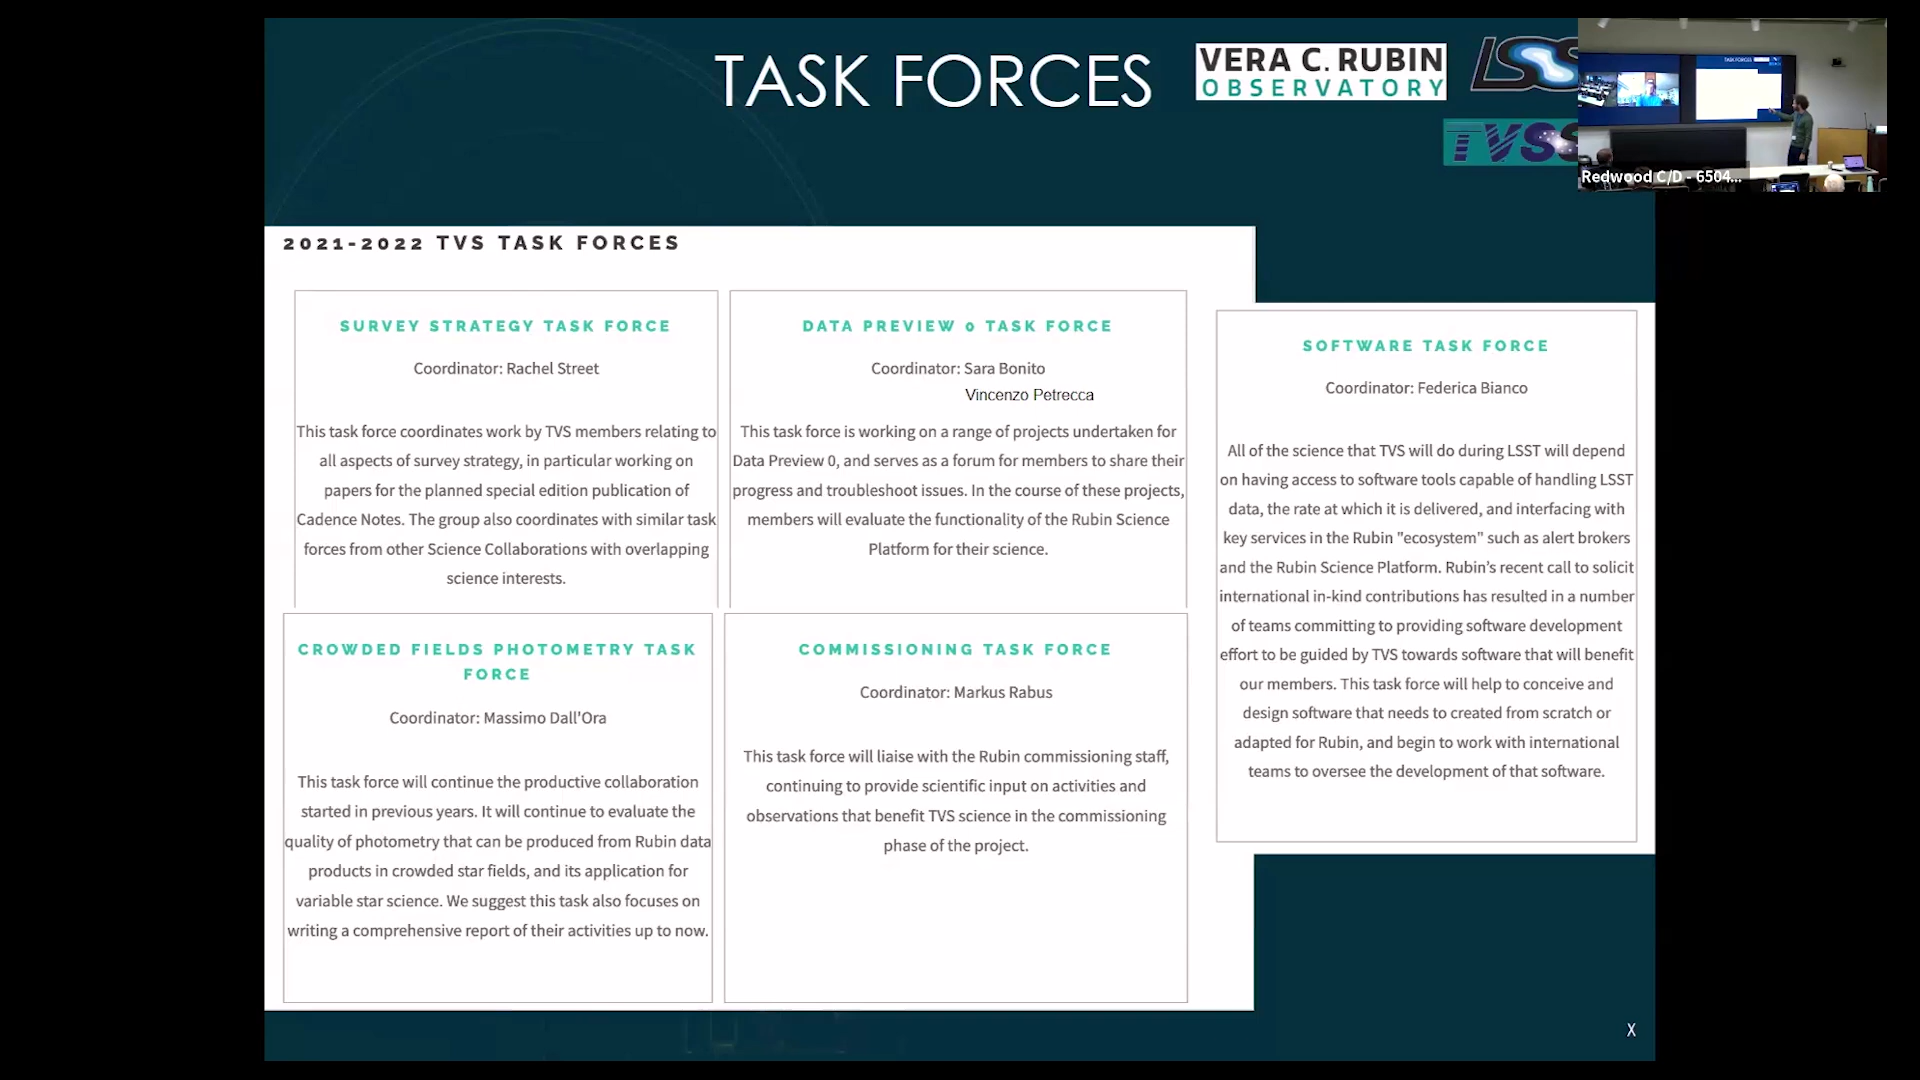 TASK FORCES
VERA C. RUBIN
OBSERVATORY
LSS
TVSS
Redwood C/D - 6504...
2021-2022 TVS TASK FORCES
SURVEY STRATEGY TASK FORCE
Coordinator: Rachel Street
This task force coordinates work by TVS members relating to
all aspects of survey strategy, in particular working on
papers for the planned special edition publication of
Cadence Notes. The group also coordinates with similar task
forces from other Science Collaborations with overlapping
science interests.
DATA PREVIEW 0 TASK FORCE
Coordinator: Sara Bonito
Vincenzo Petrecca
This task force is working on a range of projects undertaken for
Data Preview 0, and serves as a forum for members to share their
progress and troubleshoot issues. In the course of these projects,
members will evaluate the functionality of the Rubin Science
Platform for their science.
SOFTWARE TASK FORCE
Coordinator: Federica Bianco
All of the science that TVS will do during LSST will depend
on having access to software tools capable of handling LSST
data, the rate at which it is delivered, and interfacing with
key services in the Rubin "ecosystem" such as alert brokers
and the Rubin Science Platform. Rubin's recent call to solicit
international in-kind contributions has resulted in a number
of teams committing to providing software development
effort to be guided by TVS towards software that will benefit
our members. This task force will help to conceive and
design software that needs to created from scratch or
adapted for Rubin, and begin to work with international
teams to oversee the development of that software.
CROWDED FIELDS PHOTOMETRY TASK
FORCE
Coordinator: Massimo Dall'Ora
This task force will continue the productive collaboration
started in previous years. It will continue to evaluate the
quality of photometry that can be produced from Rubin data
products in crowded star fields, and its application for
variable star science. We suggest this task also focuses on
writing a comprehensive report of their activities up to now.
COMMISSIONING TASK FORCE
Coordinator: Markus Rabus
This task force will liaise with the Rubin commissioning staff,
continuing to provide scientific input on activities and
observations that benefit TVS science in the commissioning
phase of the project.
X